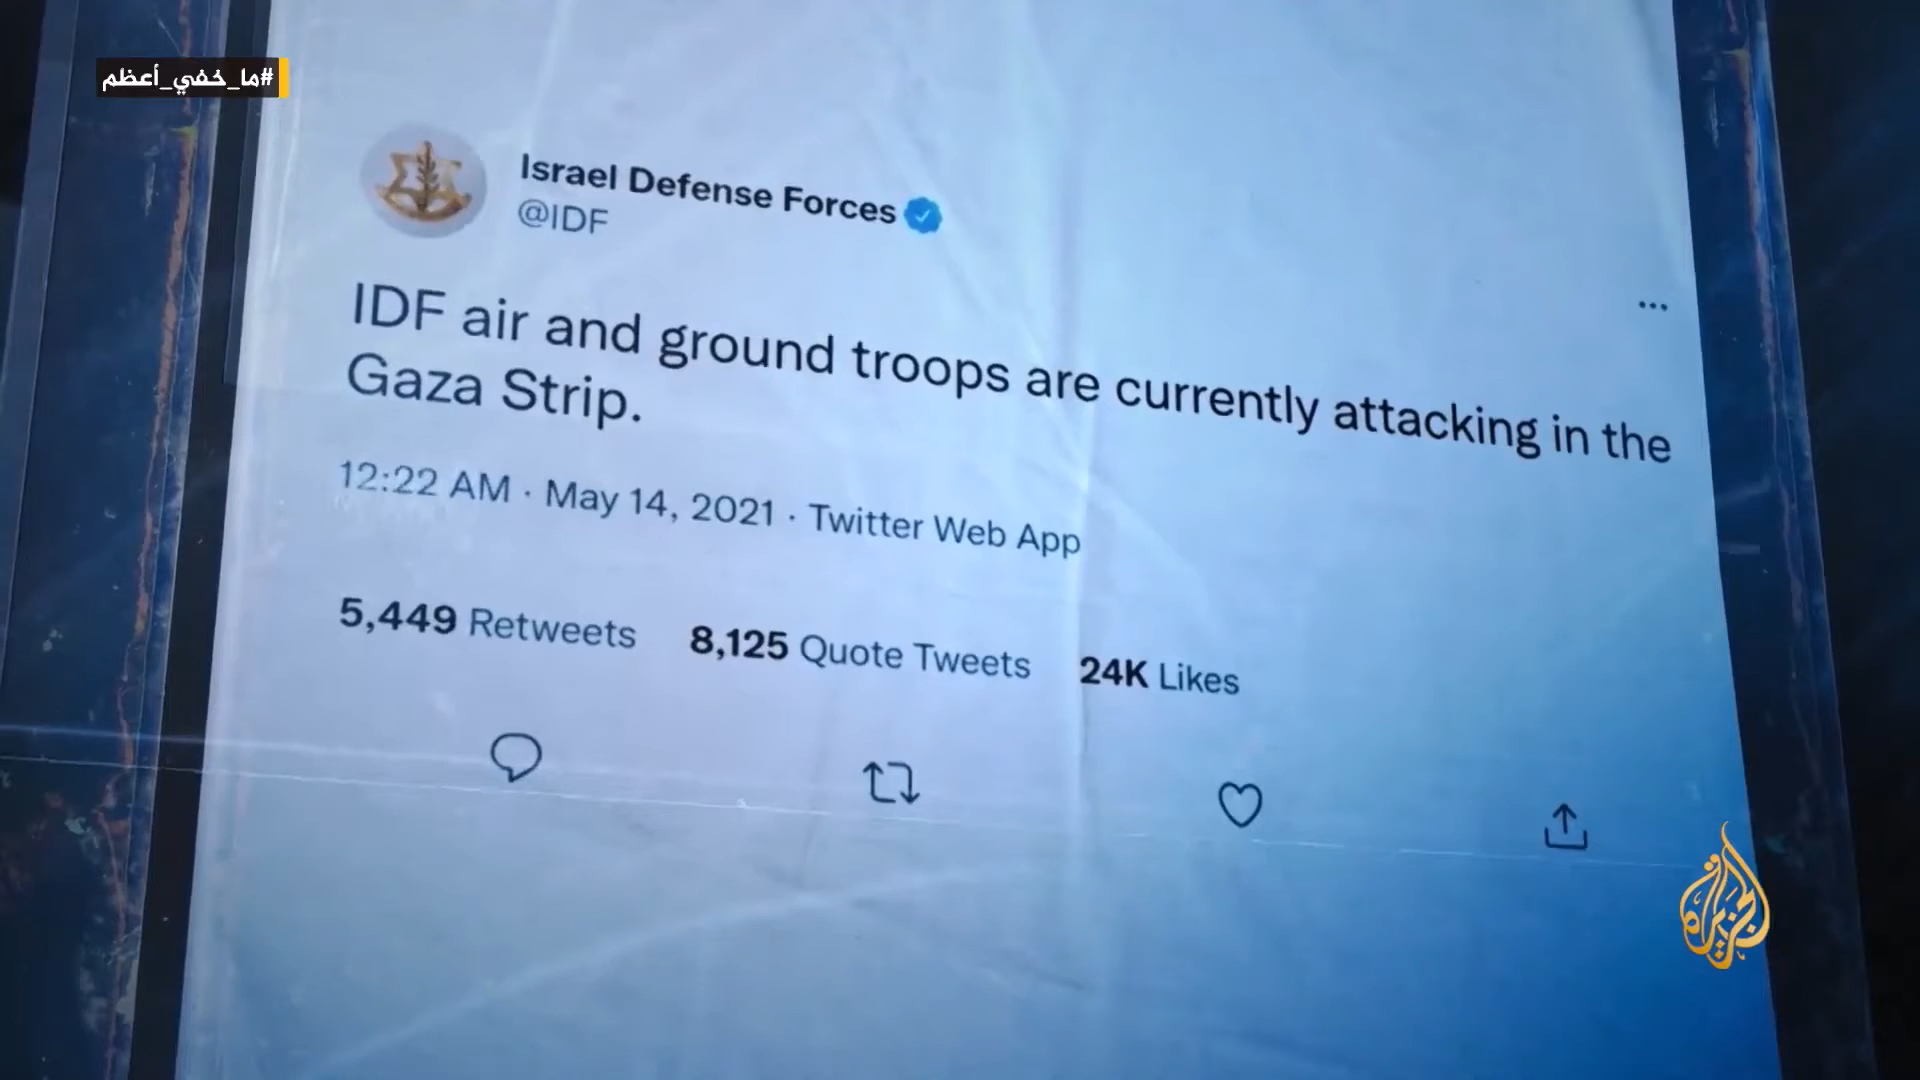 #ما_خفي_أعظم
Israel Defense Forces
@IDF
IDF air and ground troops are currently attacking in the
Gaza Strip.
12:22 AM · May 14, 2021 · Twitter Web App
5,449 Retweets 8,125 Quote Tweets 24K Likes
الجزيرة